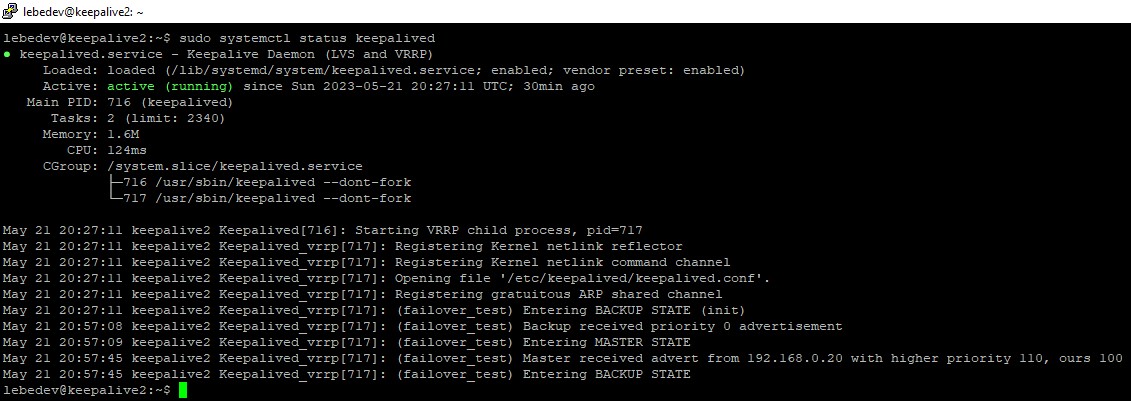 lebedev@keepalive2: ~
lebedev@keepalive2:~$ sudo systemctl status keepalived
● keepalived.service - Keepalive Daemon (LVS and VRRP)
Loaded: loaded (/lib/systemd/system/keepalived.service; enabled; vendor preset: enabled)
Active: active (running) since Sun 2023-05-21 20:27:11 UTC; 30min ago
Main PID: 716 (keepalived)
Tasks: 2 (limit: 2340)
Memory: 1.6M
CPU: 124ms
CGroup: /system.slice/keepalived.service
├─716 /usr/sbin/keepalived --dont-fork
└─717 /usr/sbin/keepalived --dont-fork
May 21 20:27:11 keepalive2 Keepalived[716]: Starting VRRP child process, pid=717
May 21 20:27:11 keepalive2 Keepalived_vrrp[717]: Registering Kernel netlink reflector
May 21 20:27:11 keepalive2 Keepalived_vrrp[717]: Registering Kernel netlink command channel
May 21 20:27:11 keepalive2 Keepalived_vrrp[717]: Opening file '/etc/keepalived/keepalived.conf'.
May 21 20:27:11 keepalive2 Keepalived_vrrp[717]: Registering gratuitous ARP shared channel
May 21 20:27:11 keepalive2 Keepalived_vrrp[717]: (failover_test) Entering BACKUP STATE (init)
May 21 20:57:08 keepalive2 Keepalived_vrrp[717]: (failover_test) Backup received priority 0 advertisement
May 21 20:57:09 keepalive2 Keepalived_vrrp[717]: (failover_test) Entering MASTER STATE
May 21 20:57:45 keepalive2 Keepalived_vrrp[717]: (failover_test) Master received advert from 192.168.0.20 with higher priority 110, ours 100
May 21 20:57:45 keepalive2 Keepalived_vrrp[717]: (failover_test) Entering BACKUP STATE
lebedev@keepalive2:~$